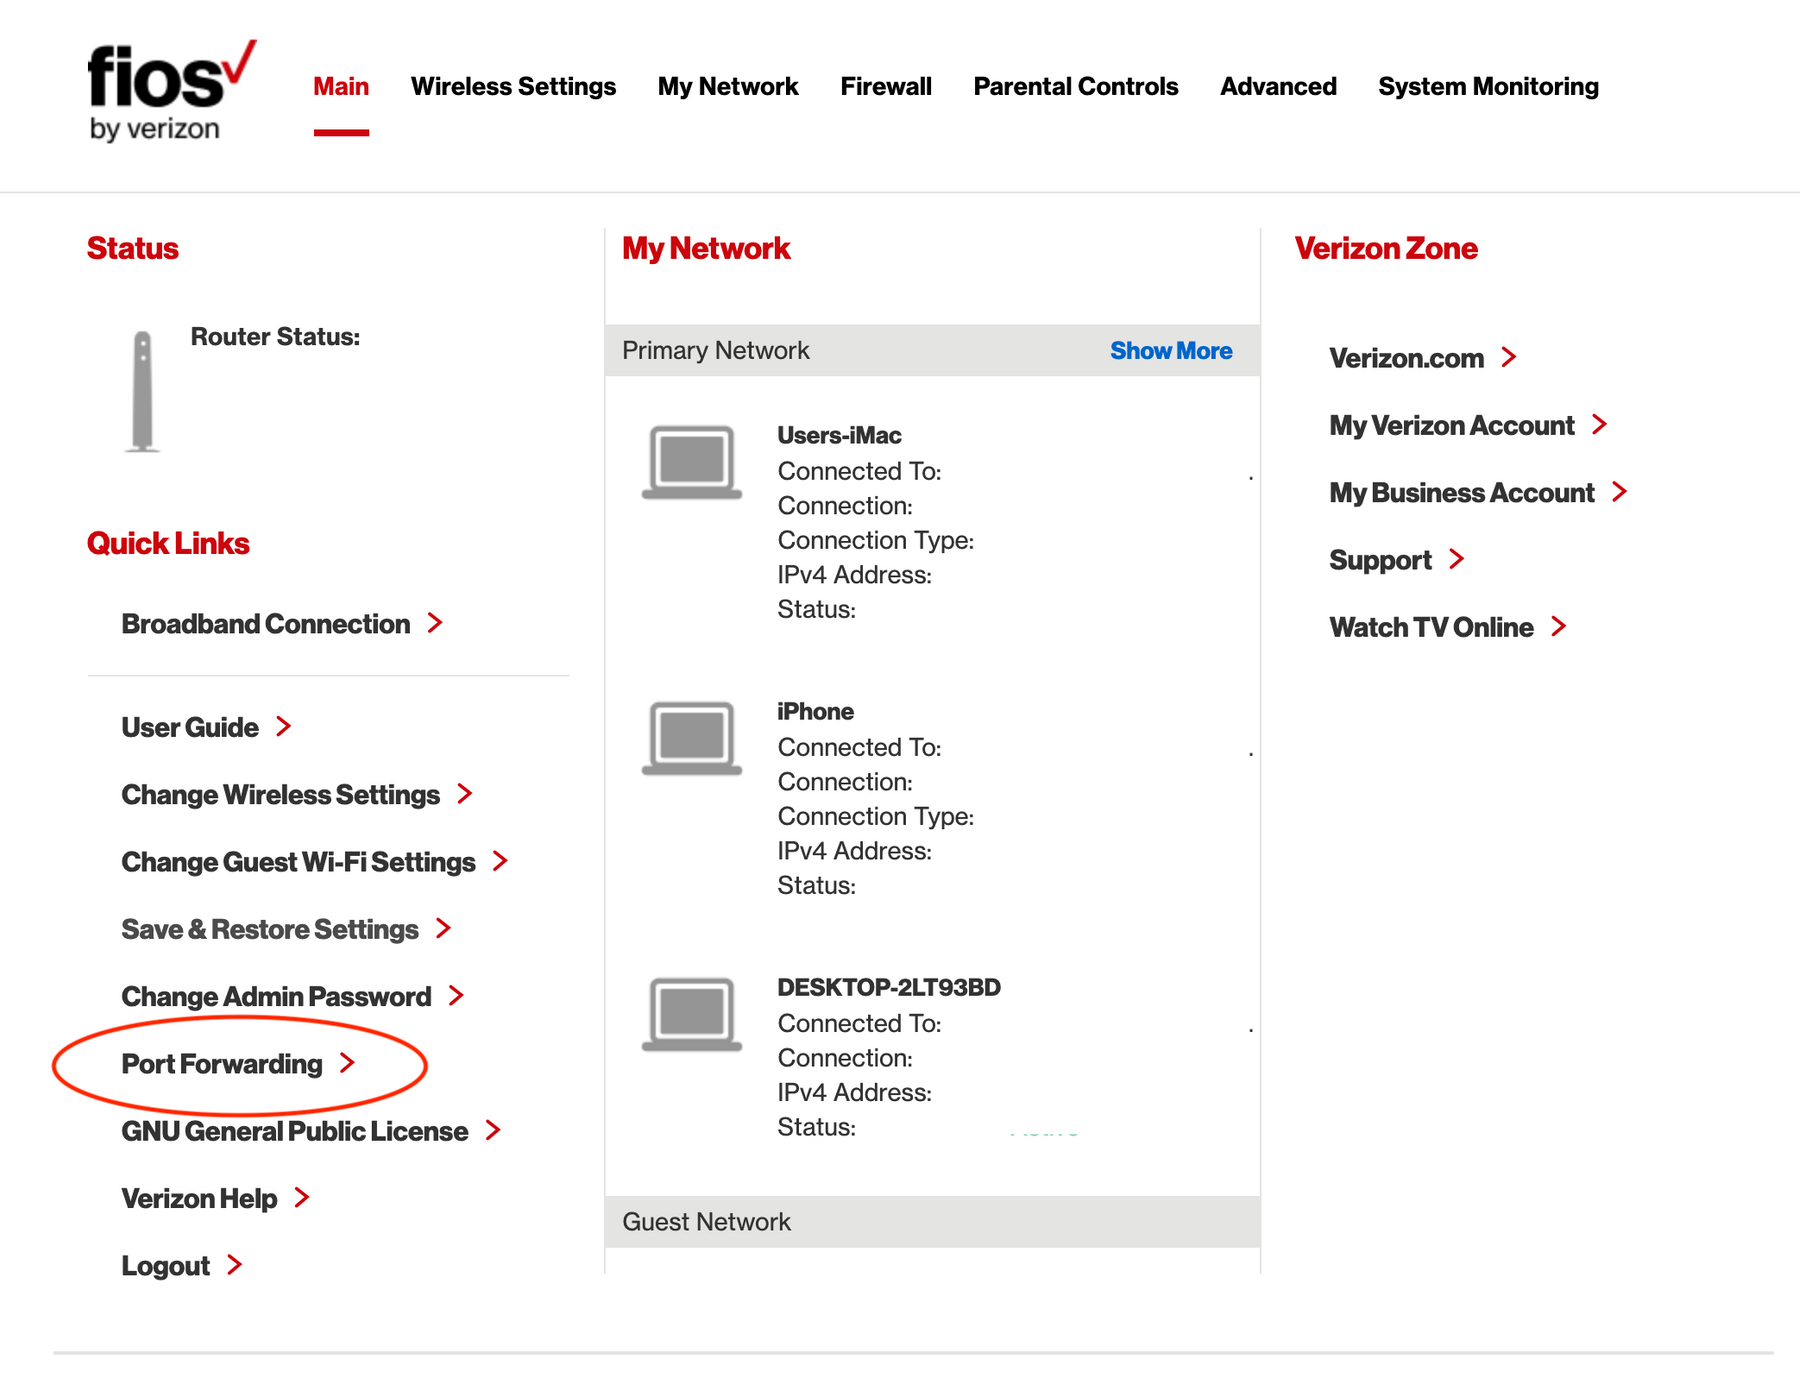 fios
by verizon
Main
Wireless Settings
My Network
Firewall
Parental Controls
Advanced
System Monitoring
Status
Router Status:
Quick Links
Broadband Connection
User Guide
Change Wireless Settings
Change Guest Wi-Fi Settings
Save & Restore Settings
Change Admin Password
Port Forwarding
GNU General Public License
Verizon Help
Logout
My Network
Primary Network
Show More
Users-iMac
Connected To: .
Connection:
Connection Type:
IPv4 Address:
Status:
iPhone
Connected To: .
Connection:
Connection Type:
IPv4 Address:
Status:
DESKTOP-2LT93BD
Connected To: .
Connection:
IPv4 Address:
Status:
Guest Network
Verizon Zone
Verizon.com
My Verizon Account
My Business Account
Support
Watch TV Online